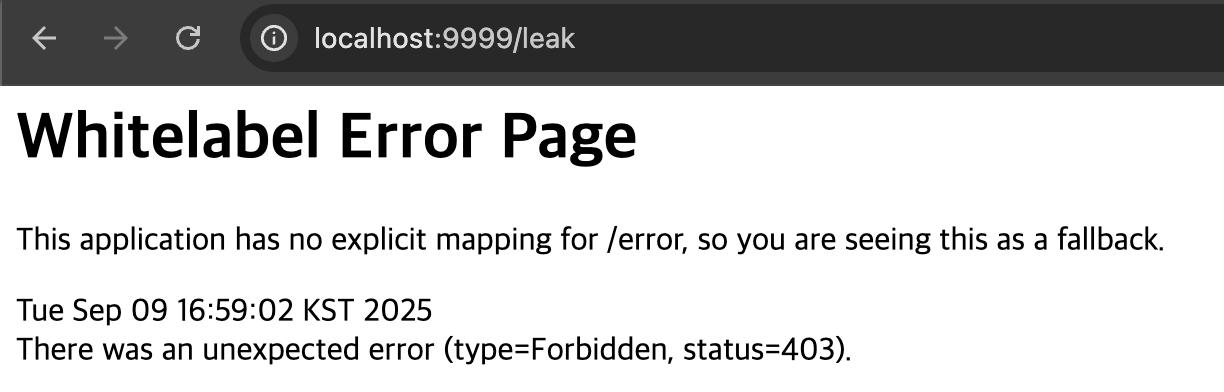 localhost:9999/leak
Whitelabel Error Page
This application has no explicit mapping for /error, so you are seeing this as a fallback.
Tue Sep 09 16:59:02 KST 2025
There was an unexpected error (type=Forbidden, status=403).